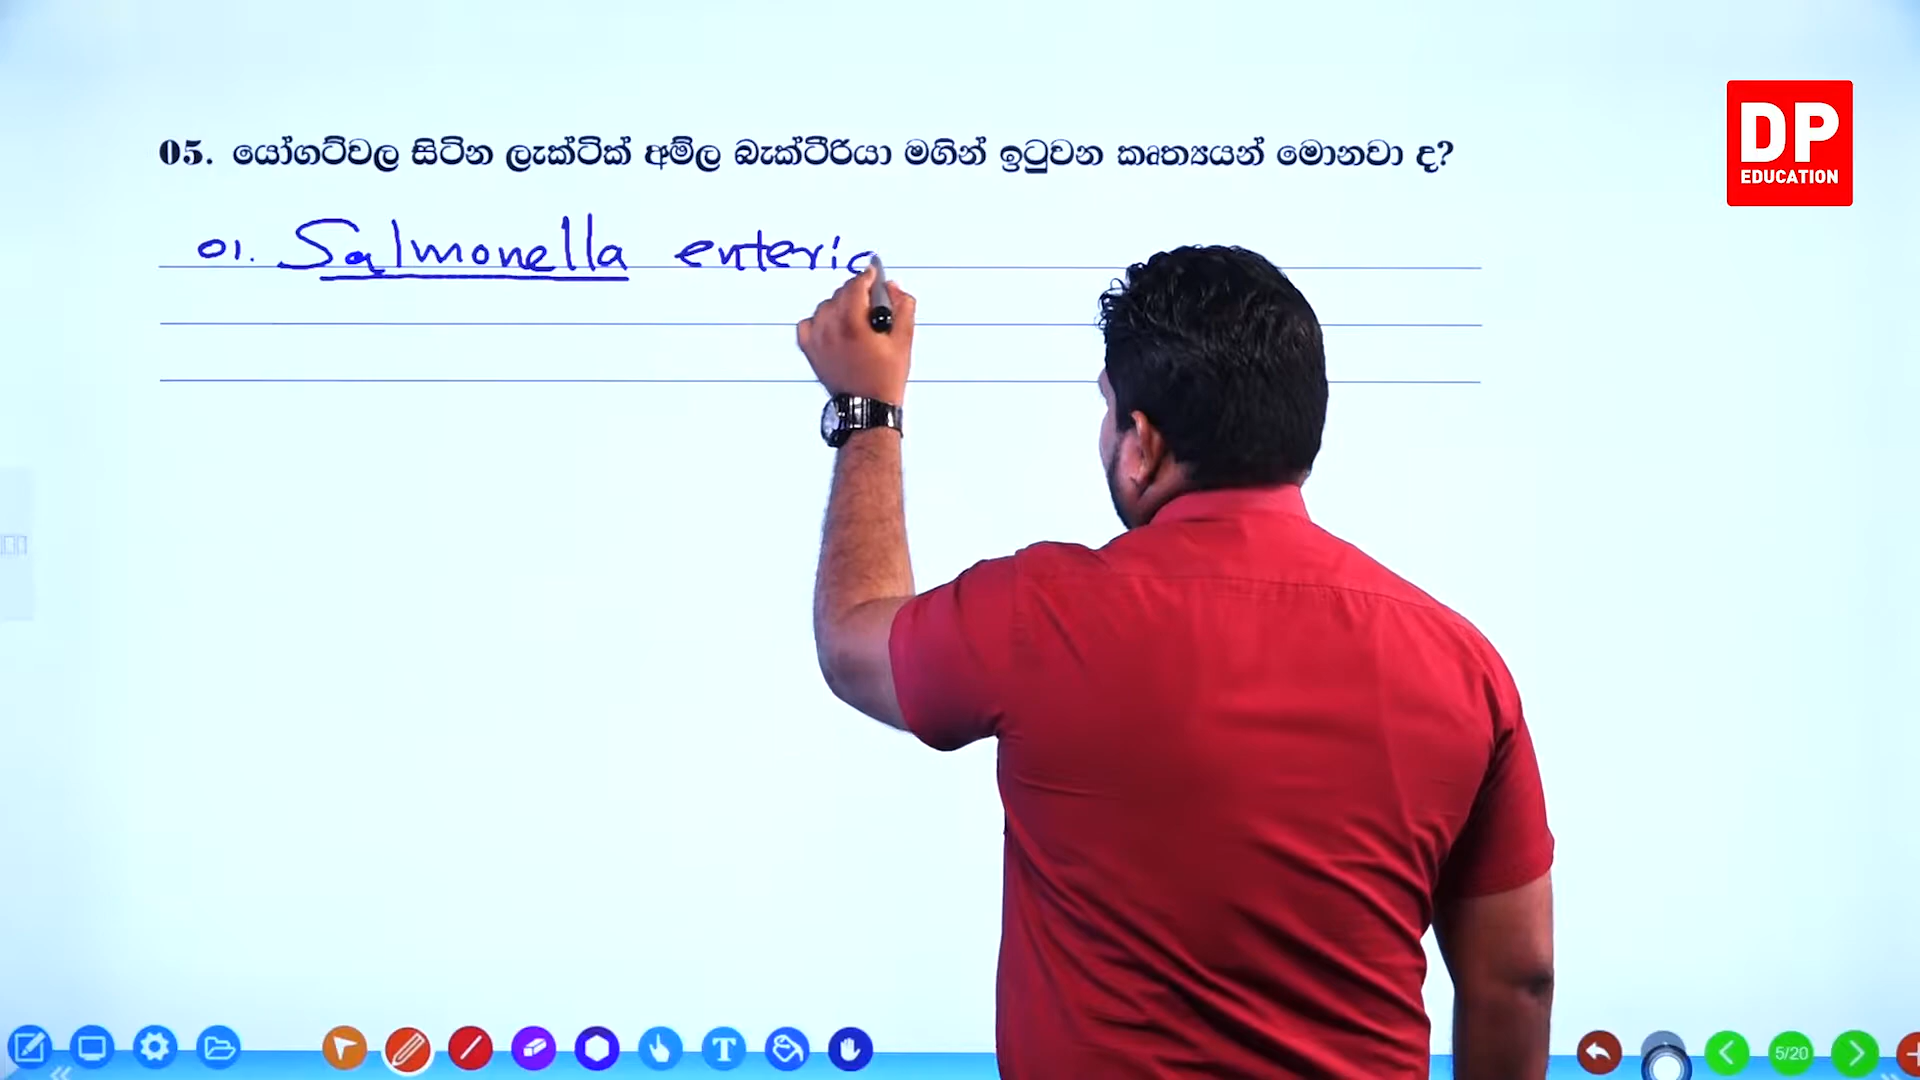 DP
EDUCATION
05. යෝගට්වල සිටින ලැක්ටික් අම්ල බැක්ටීරියා මගින් ඉටුවන කෘත්‍යයන් මොනවා ද?
01. Salmonella enteric
T
5/20